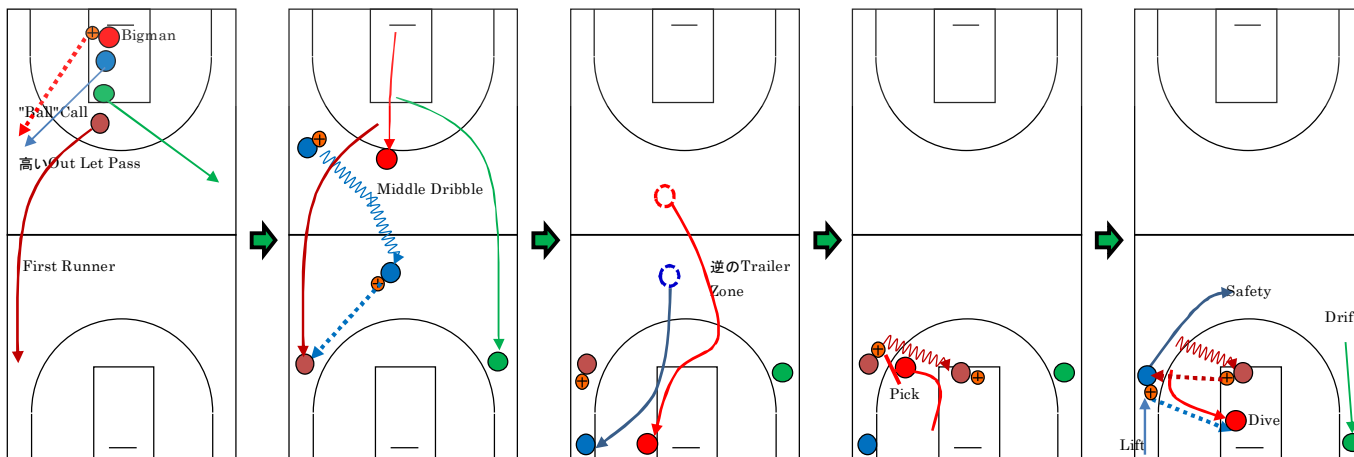 Bigman
"Ball"Call
高いOut Let Pass
First Runner
Middle Dribble
逆のTrailer
Zone
Pick
Safety
Drif
Dive
Lift